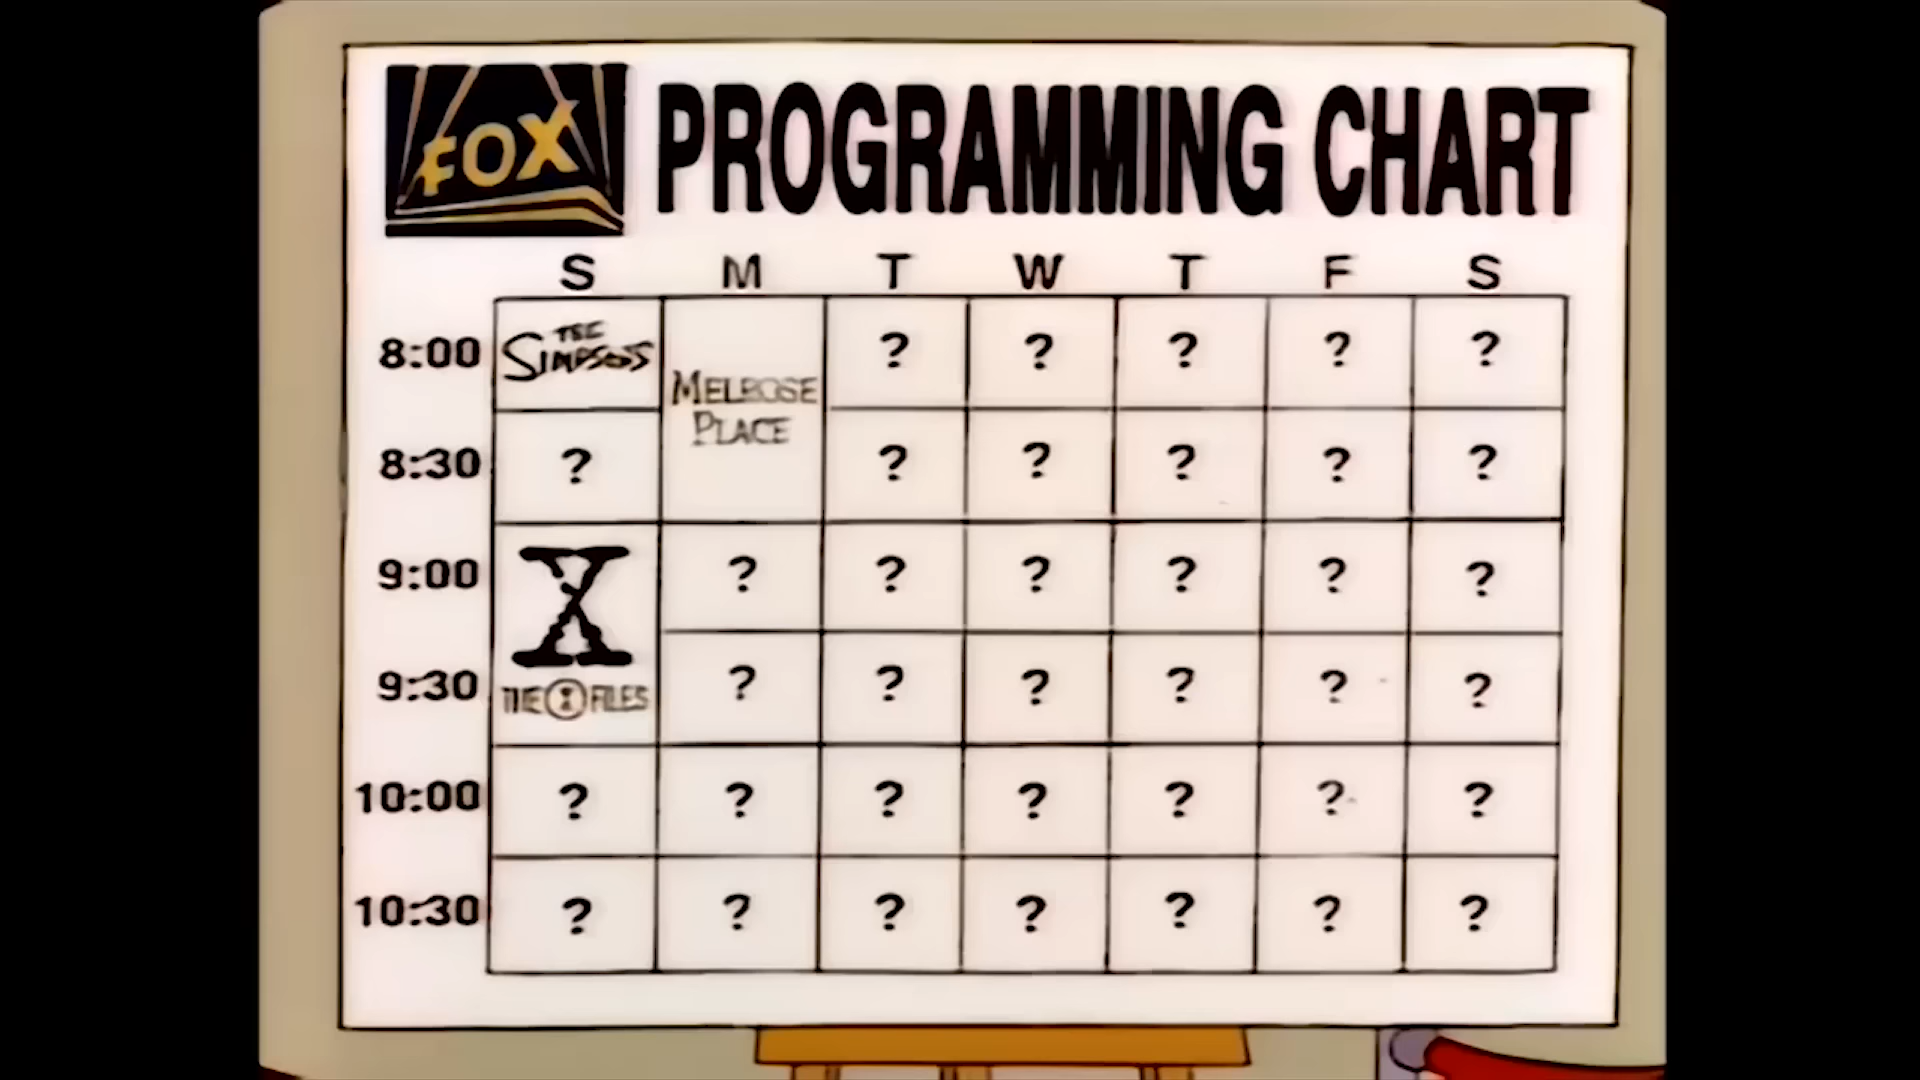 FOX PROGRAMMING CHART
S M T W T F S
8:00 THE SIMPSONS MELROSE PLACE ? ? ? ? ?
8:30 ? ? ? ? ? ?
9:00 X ? ? ? ? ? ?
9:30 THE X FILES ? ? ? ? ? ?
10:00 ? ? ? ? ? ? ?
10:30 ? ? ? ? ? ? ?